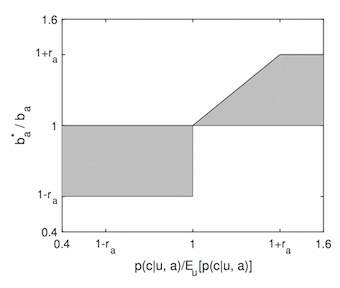 1.6
1+r_a
1
1-r_a
0.4
b_a^* / b_a
0.4 1-r_a 1 1+r_a 1.6
p(c|u, a)/E_u[p(c|u, a)]